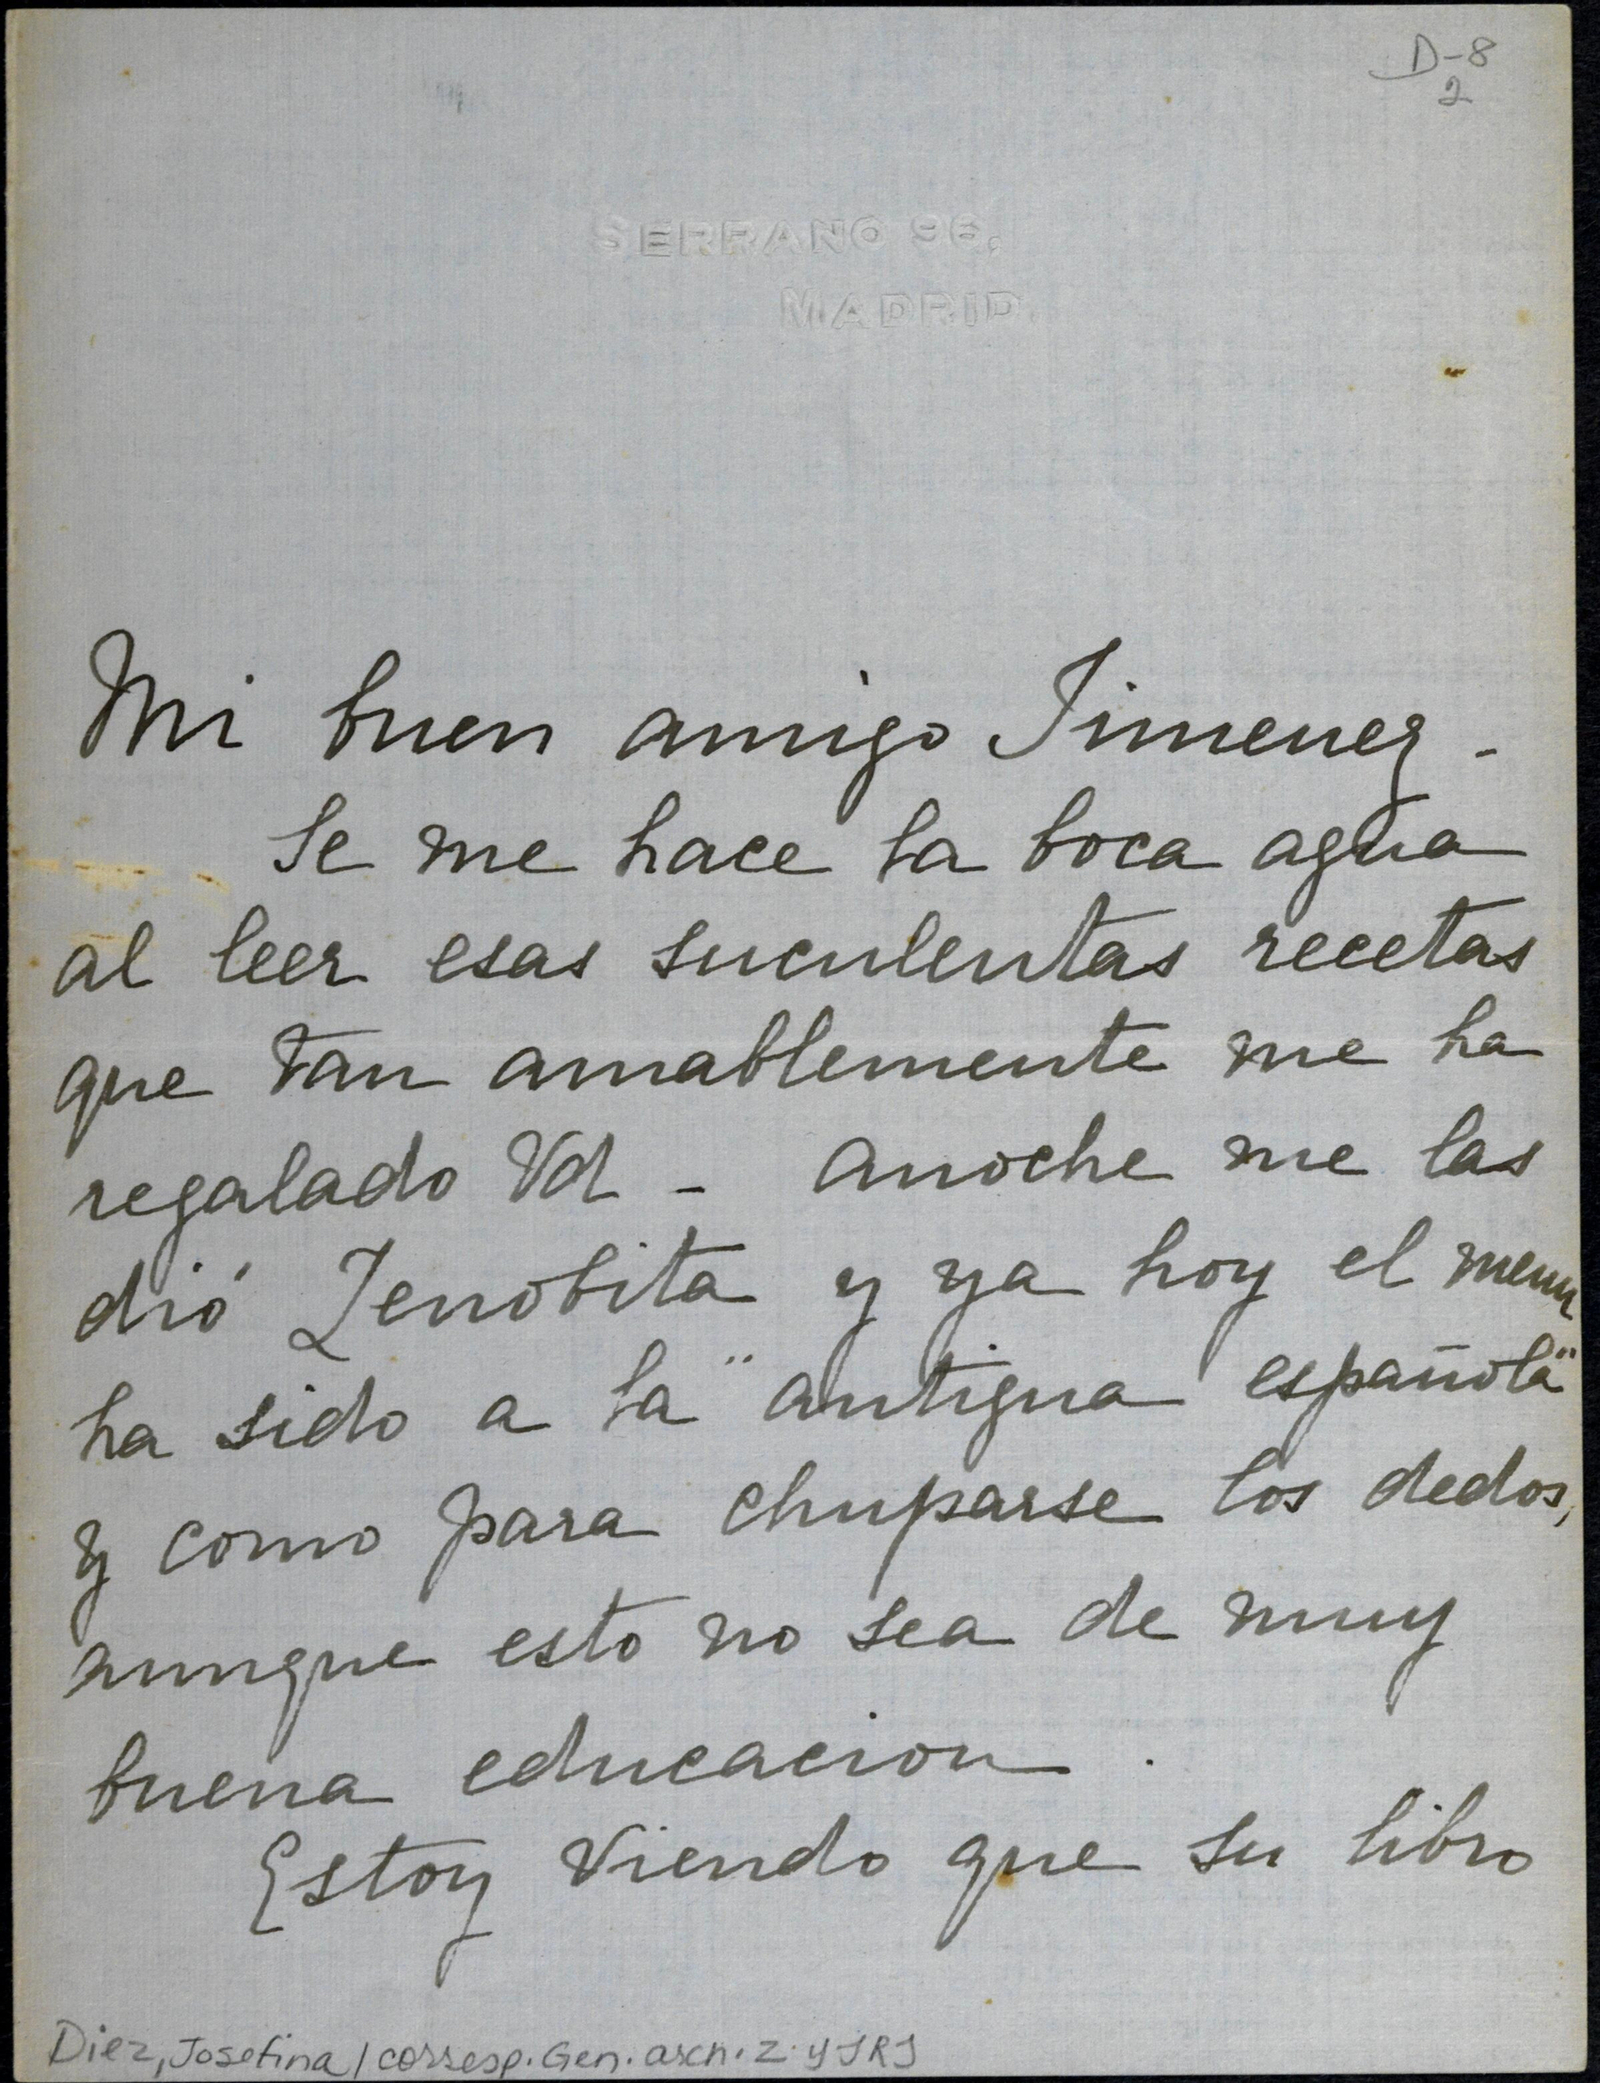 D-8
2
SERRANO 96,
MADRID.
Mi buen amigo Jimenez -
Se me hace la boca agua
al leer esas suculentas recetas
que tan amablemente me ha
regalado Vd - anoche me las
dió Zenobita y ya hoy el menu
ha sido a la "antigua española"
y como para chuparse los dedos,
aunque esto no sea de muy
buena educacion .
Estoy viendo que su libro
Diez, Josefina / corresp. Gen. arch. Z. y JRJ